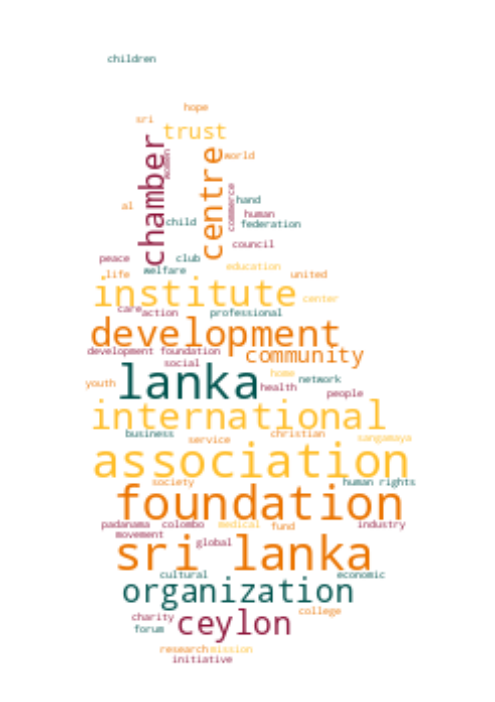 children
hope
sri
trust
chamber
women
centre
world
commerce
hand
al
human
child
federation
council
peace
club
welfare
education
life
united
institute
center
care
action
professional
development
development foundation
community
social
lanka
home
network
youth
health
people
international
business
service
christian
sangamaya
association
society
human rights
foundation
padanama
colombo
medical
fund
industry
movement
global
sri lanka
cultural
economic
organization
college
charity
ceylon
forum
research
mission
initiative